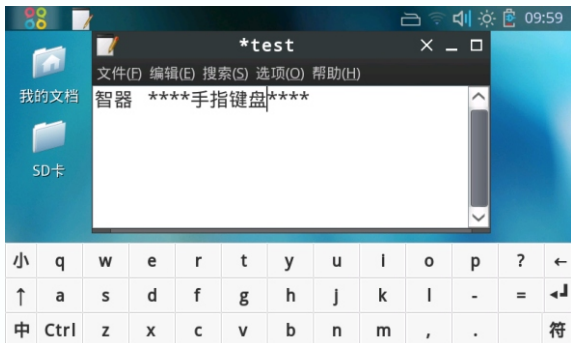 09:59
*test
文件(F) 编辑(E) 搜索(S) 选项(O) 帮助(H)
我的文档
智器 ****手指键盘****
SD卡
小 q w e r t y u i o p ? ←
↑ a s d f g h j k l - = ↲
中 Ctrl z x c v b n m , . 符